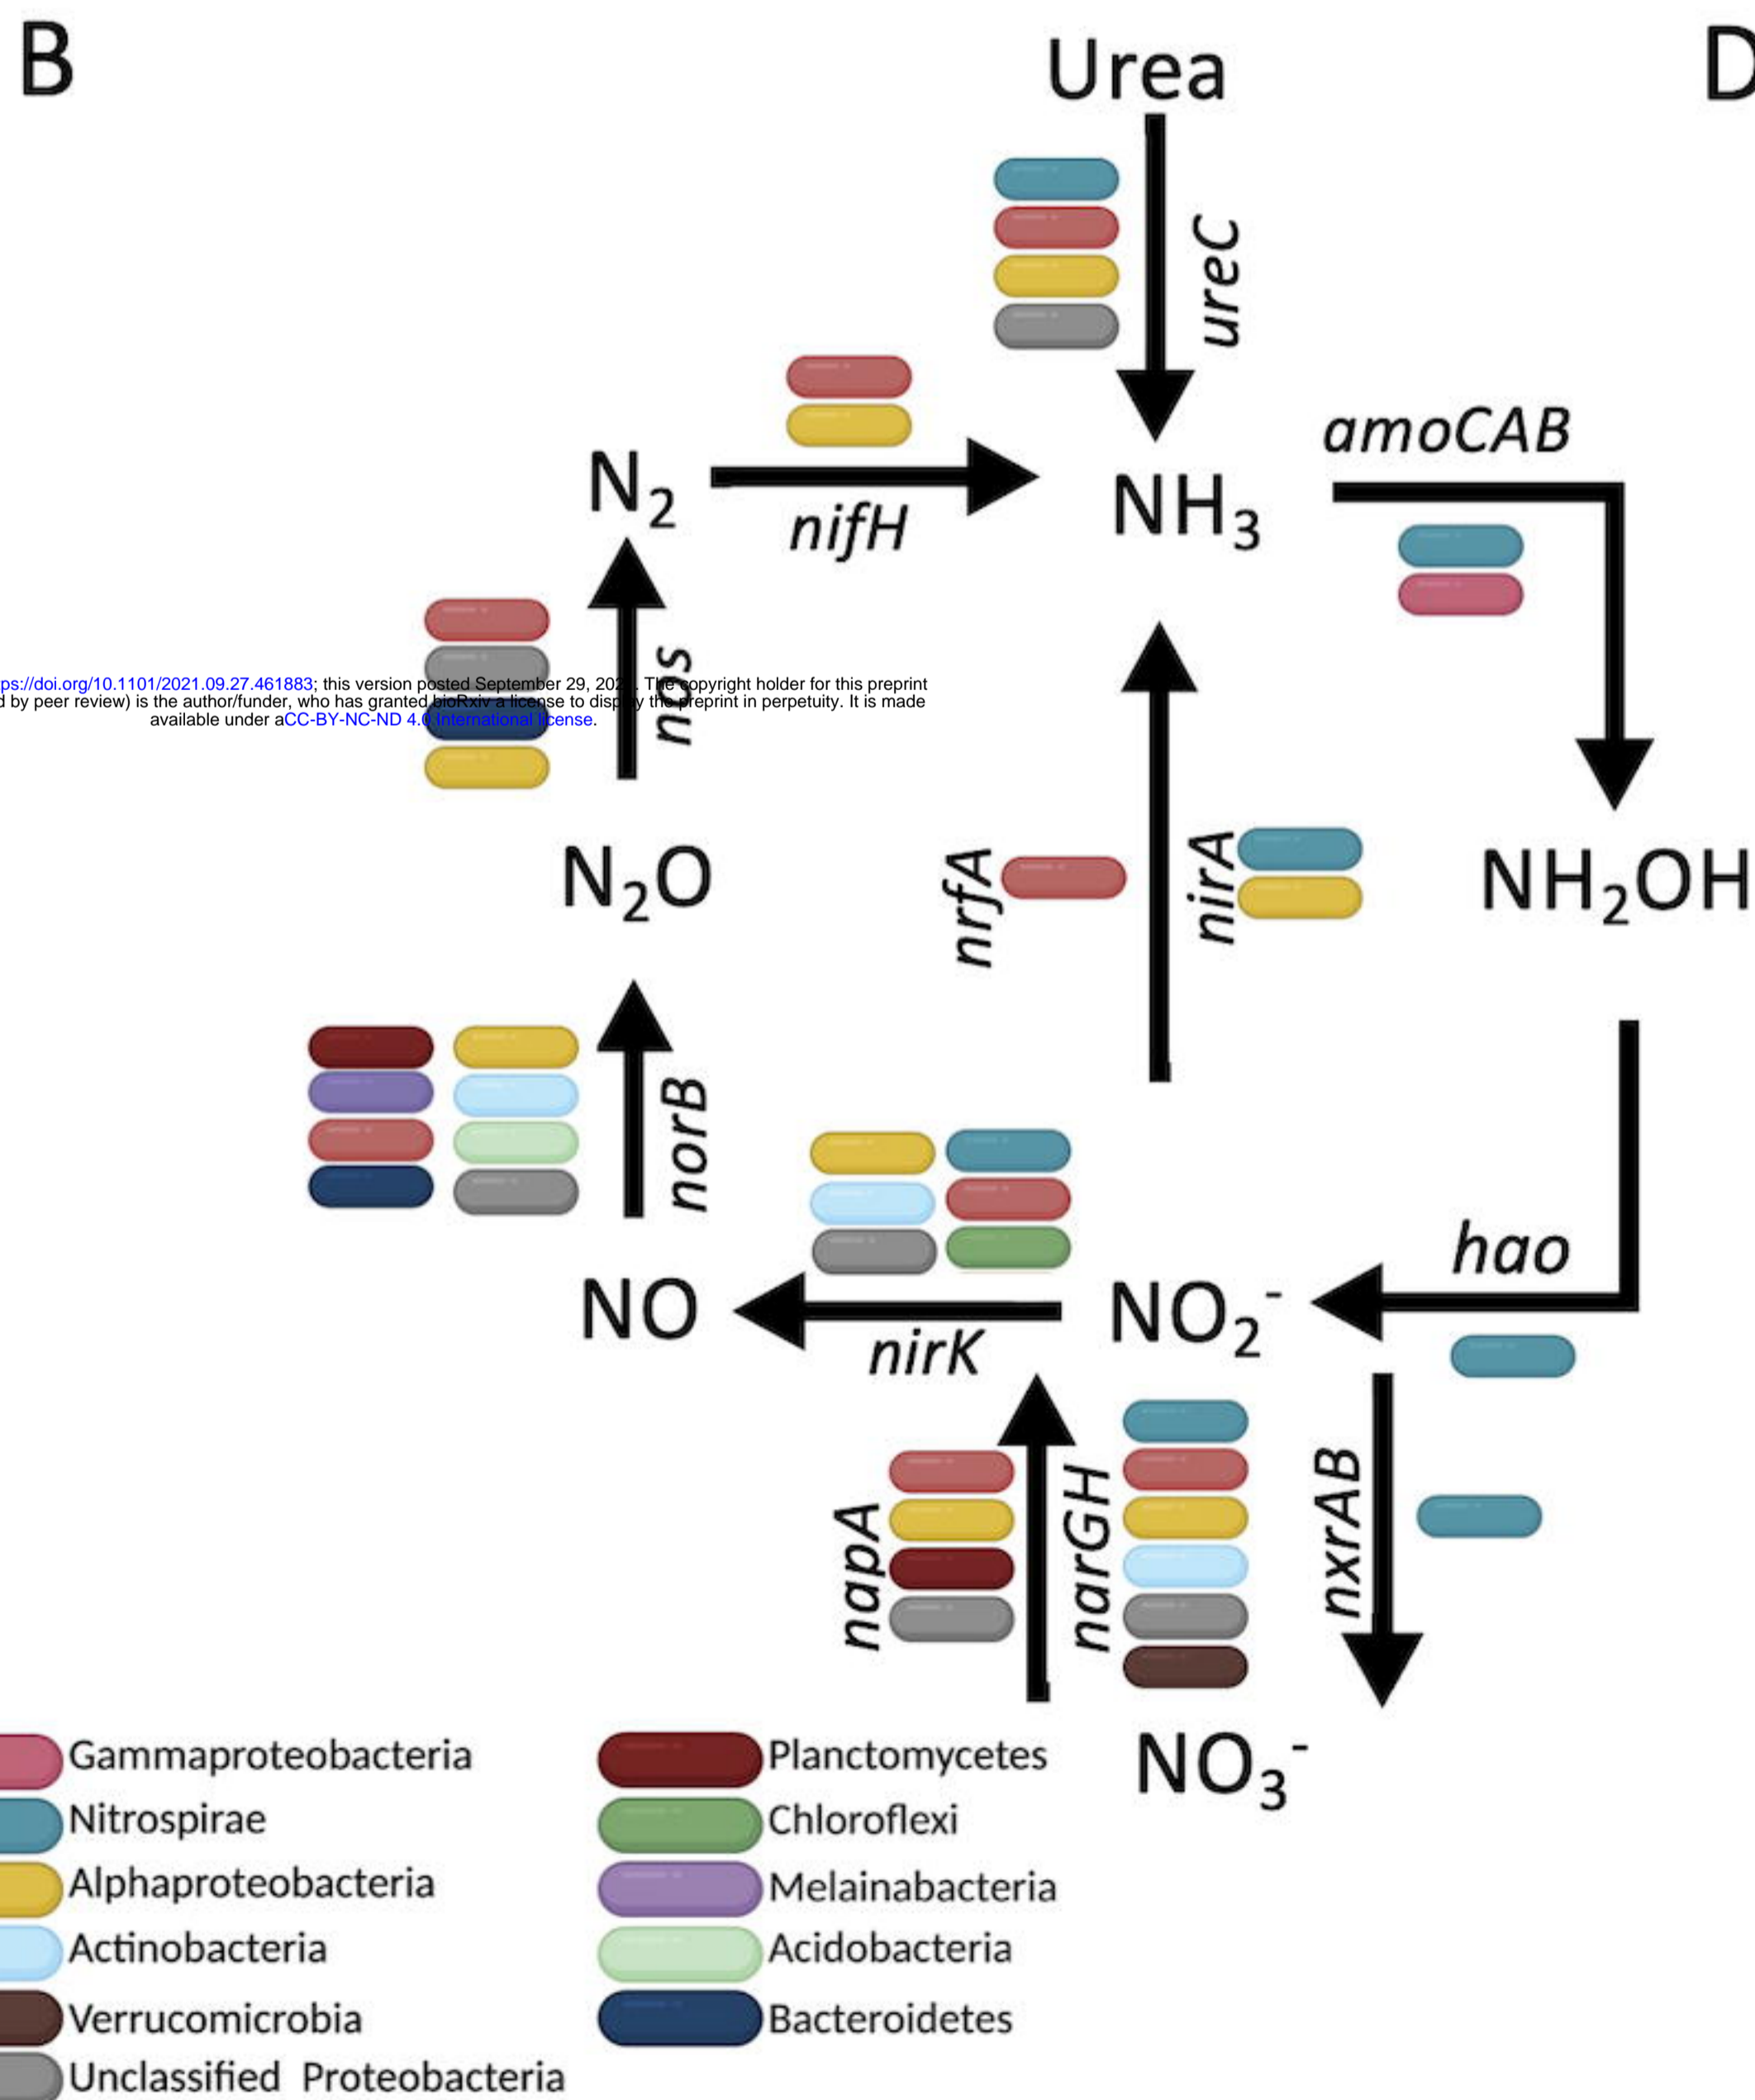 B
D
Urea
ureC
amoCAB
N2
nifH
NH3
nos
ps://doi.org/10.1101/2021.09.27.461883; this version posted September 29, 2021. The copyright holder for this preprint
d by peer review) is the author/funder, who has granted bioRxiv a license to display the preprint in perpetuity. It is made
available under aCC-BY-NC-ND 4.0 International license.
N2O
nrfA
nirA
NH2OH
norB
hao
NO
nirK
NO2-
napA
narGH
nxrAB
NO3-
Gammaproteobacteria
Nitrospirae
Alphaproteobacteria
Actinobacteria
Verrucomicrobia
Unclassified Proteobacteria
Planctomycetes
Chloroflexi
Melainabacteria
Acidobacteria
Bacteroidetes